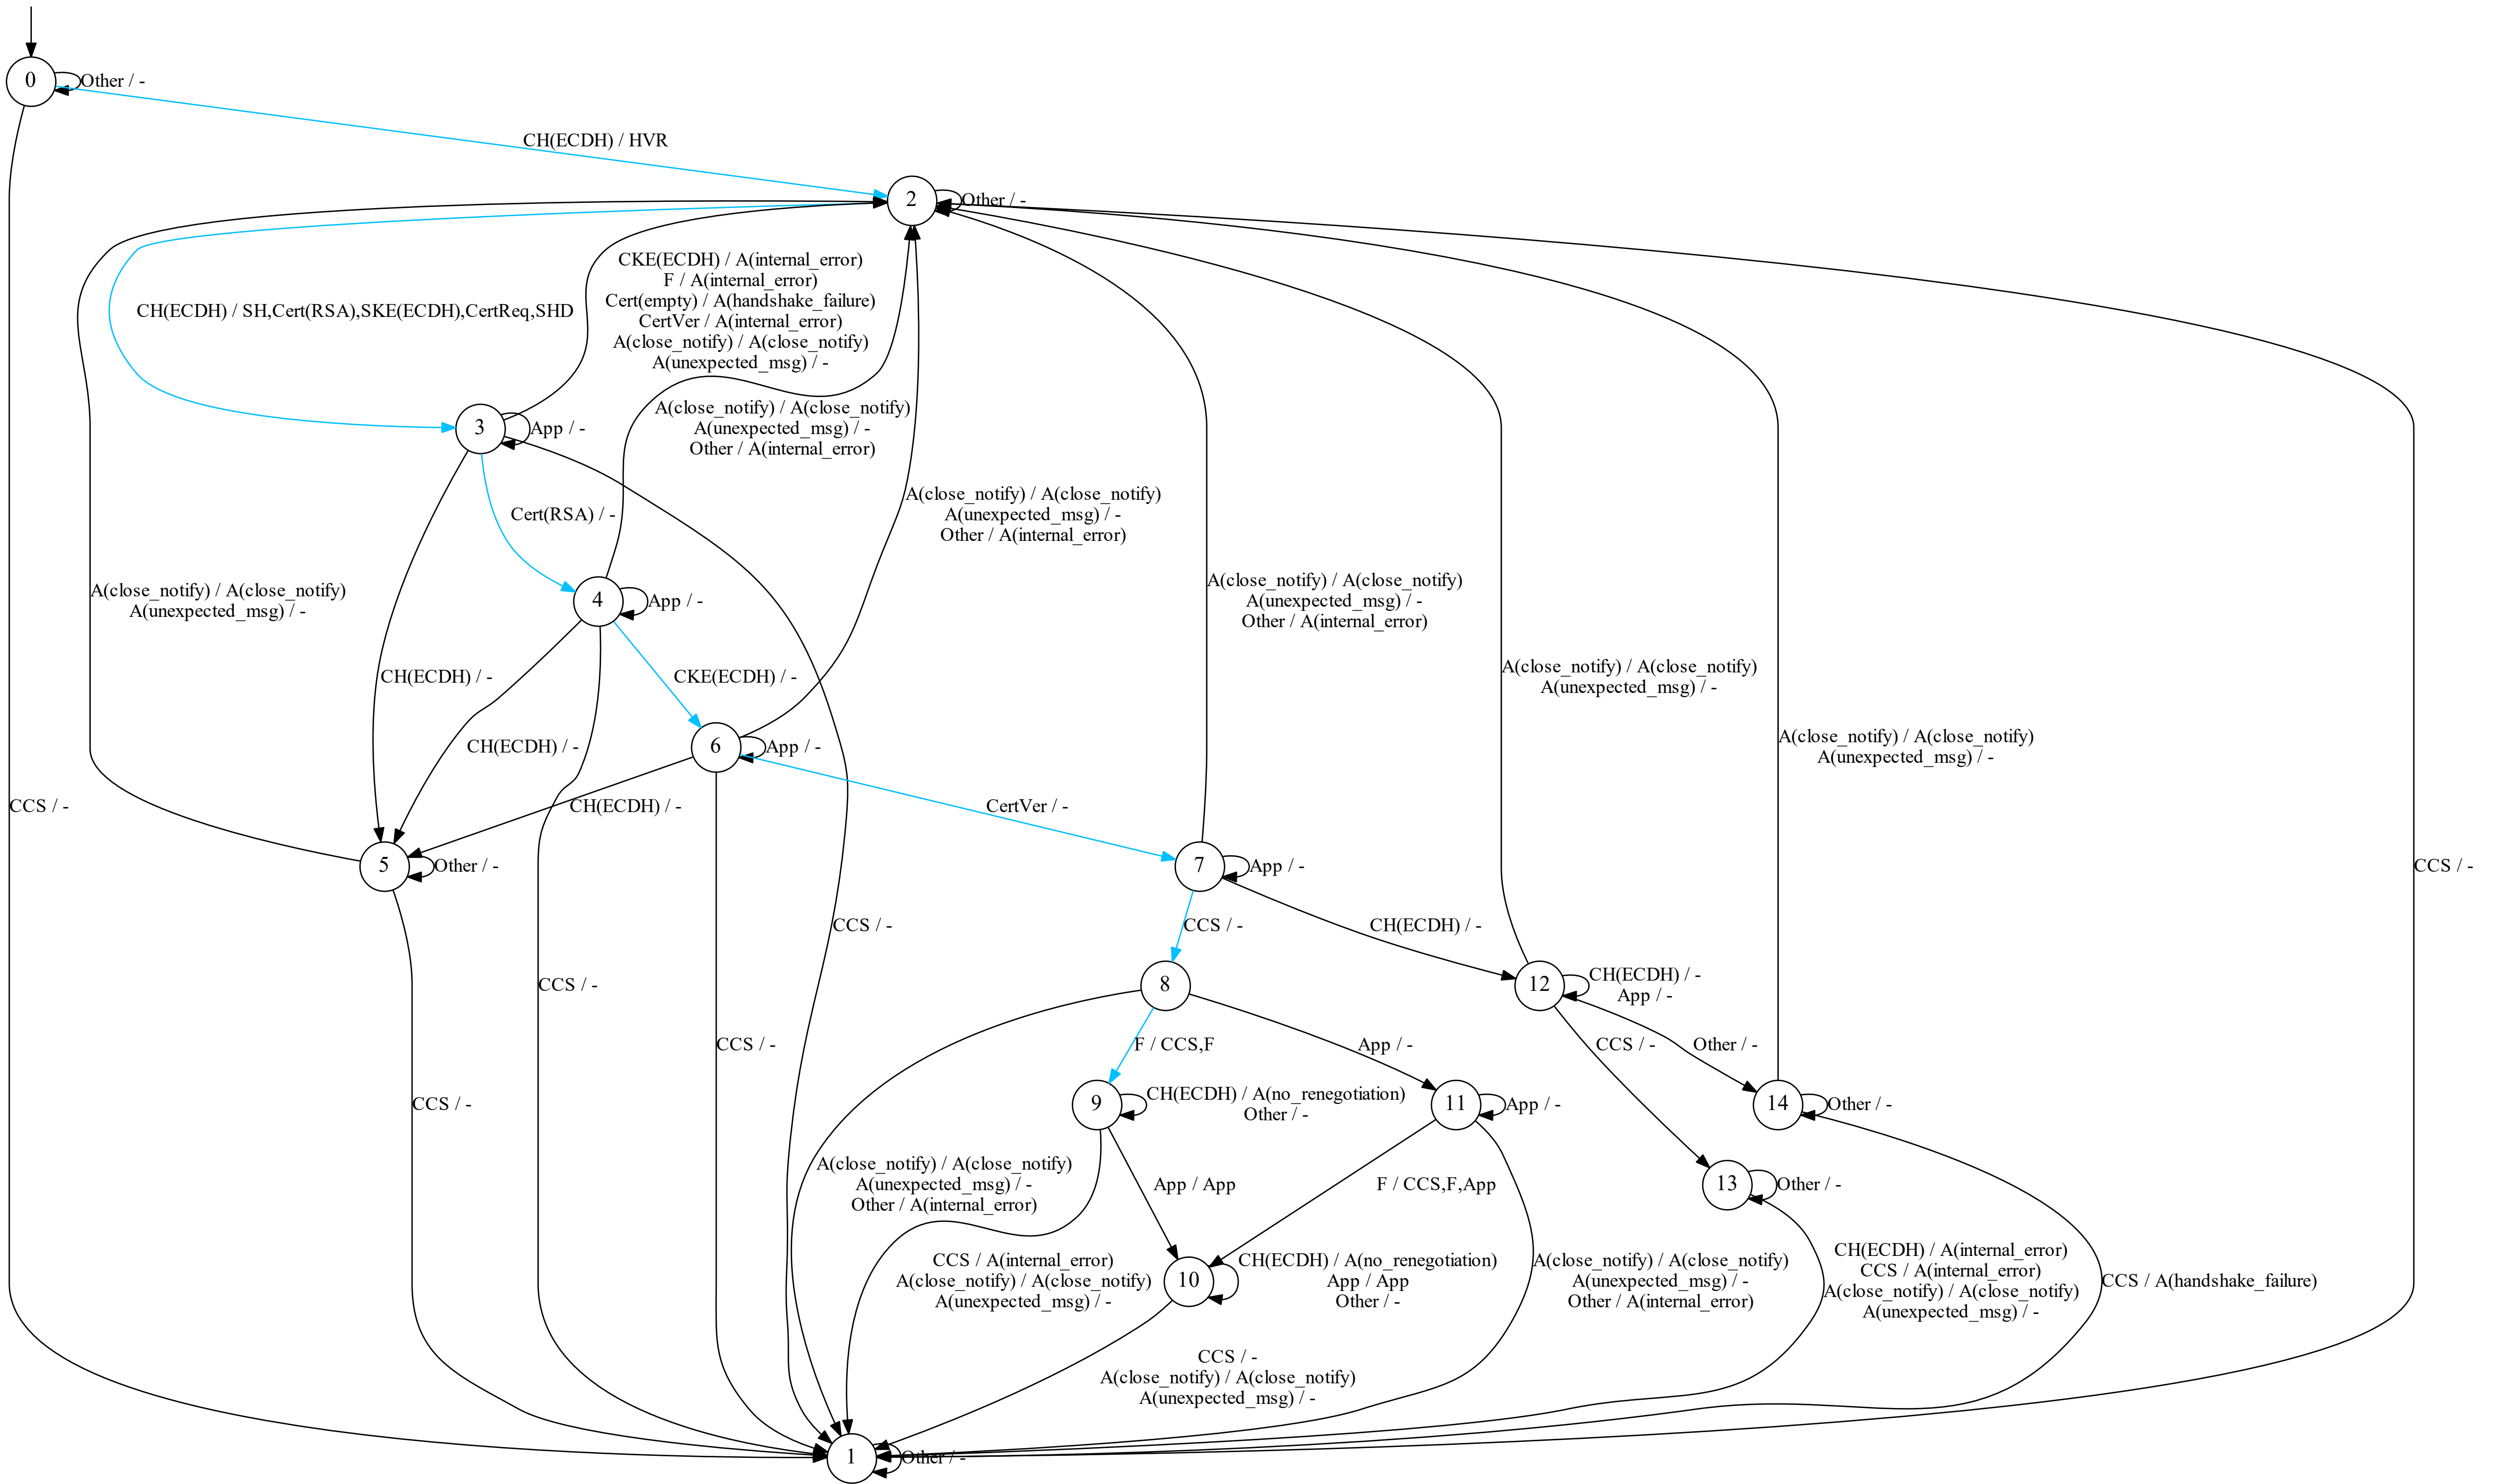 0
Other / -
CH(ECDH) / HVR
2
Other / -
CKE(ECDH) / A(internal_error)
F / A(internal_error)
Cert(empty) / A(handshake_failure)
CertVer / A(internal_error)
A(close_notify) / A(close_notify)
A(unexpected_msg) / -
CH(ECDH) / SH,Cert(RSA),SKE(ECDH),CertReq,SHD
3
App / -
A(close_notify) / A(close_notify)
A(unexpected_msg) / -
Other / A(internal_error)
Cert(RSA) / -
A(close_notify) / A(close_notify)
A(unexpected_msg) / -
Other / A(internal_error)
A(close_notify) / A(close_notify)
A(unexpected_msg) / -
4
App / -
A(close_notify) / A(close_notify)
A(unexpected_msg) / -
Other / A(internal_error)
CH(ECDH) / -
CKE(ECDH) / -
A(close_notify) / A(close_notify)
A(unexpected_msg) / -
CH(ECDH) / -
6
App / -
A(close_notify) / A(close_notify)
A(unexpected_msg) / -
CCS / -
CH(ECDH) / -
CertVer / -
5
Other / -
7
App / -
CCS / -
CCS / -
CCS / -
CH(ECDH) / -
CCS / -
8
12
CH(ECDH) / -
App / -
CCS / -
F / CCS,F
App / -
CCS / -
Other / -
CCS / -
9
CH(ECDH) / A(no_renegotiation)
Other / -
11
App / -
14
Other / -
A(close_notify) / A(close_notify)
A(unexpected_msg) / -
Other / A(internal_error)
App / App
F / CCS,F,App
13
Other / -
CCS / A(internal_error)
A(close_notify) / A(close_notify)
A(unexpected_msg) / -
10
CH(ECDH) / A(no_renegotiation)
App / App
Other / -
A(close_notify) / A(close_notify)
A(unexpected_msg) / -
Other / A(internal_error)
CH(ECDH) / A(internal_error)
CCS / A(internal_error)
A(close_notify) / A(close_notify)
A(unexpected_msg) / -
CCS / A(handshake_failure)
CCS / -
A(close_notify) / A(close_notify)
A(unexpected_msg) / -
1
Other / -